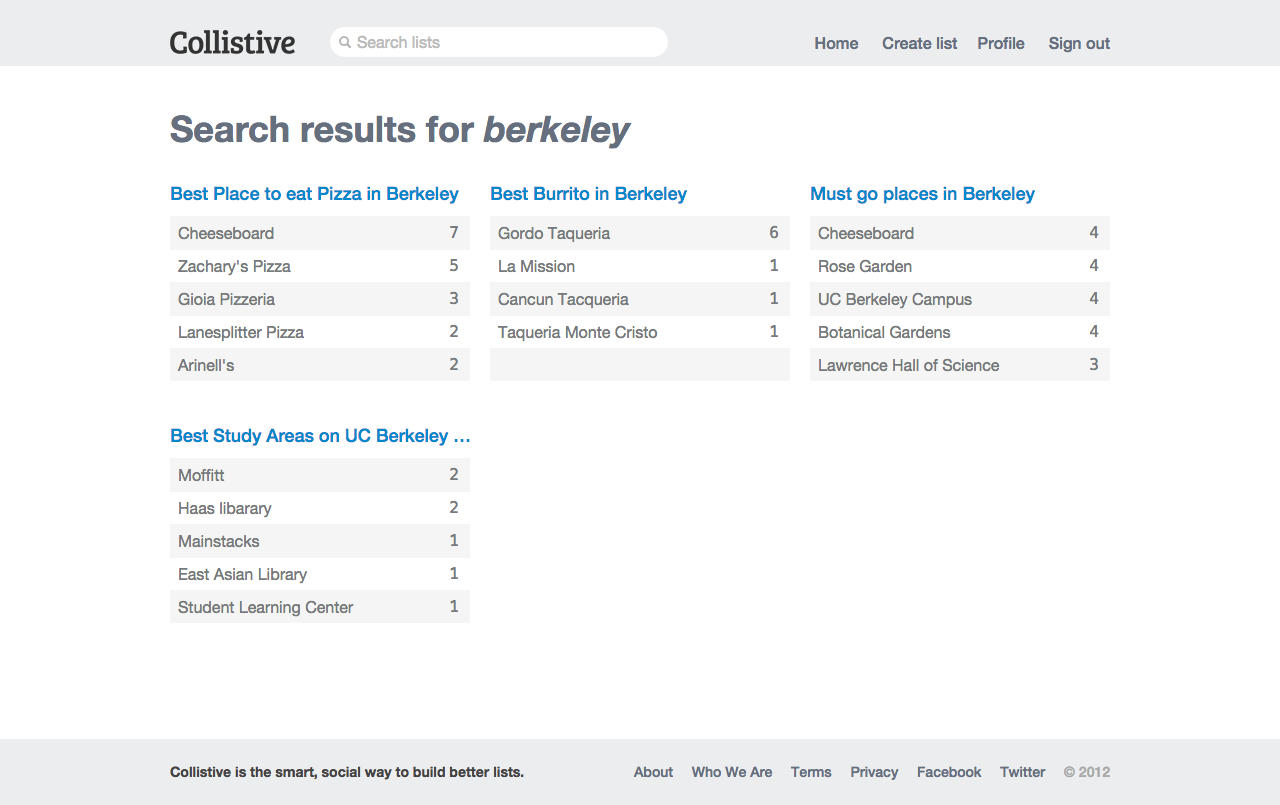 Collistive
Search lists
Home Create list Profile Sign out
Search results for berkeley
Best Place to eat Pizza in Berkeley
Cheeseboard 7
Zachary's Pizza 5
Gioia Pizzeria 3
Lanesplitter Pizza 2
Arinell's 2
Best Burrito in Berkeley
Gordo Taqueria 6
La Mission 1
Cancun Tacqueria 1
Taqueria Monte Cristo 1
Must go places in Berkeley
Cheeseboard 4
Rose Garden 4
UC Berkeley Campus 4
Botanical Gardens 4
Lawrence Hall of Science 3
Best Study Areas on UC Berkeley …
Moffitt 2
Haas libarary 2
Mainstacks 1
East Asian Library 1
Student Learning Center 1
Collistive is the smart, social way to build better lists.
About Who We Are Terms Privacy Facebook Twitter © 2012